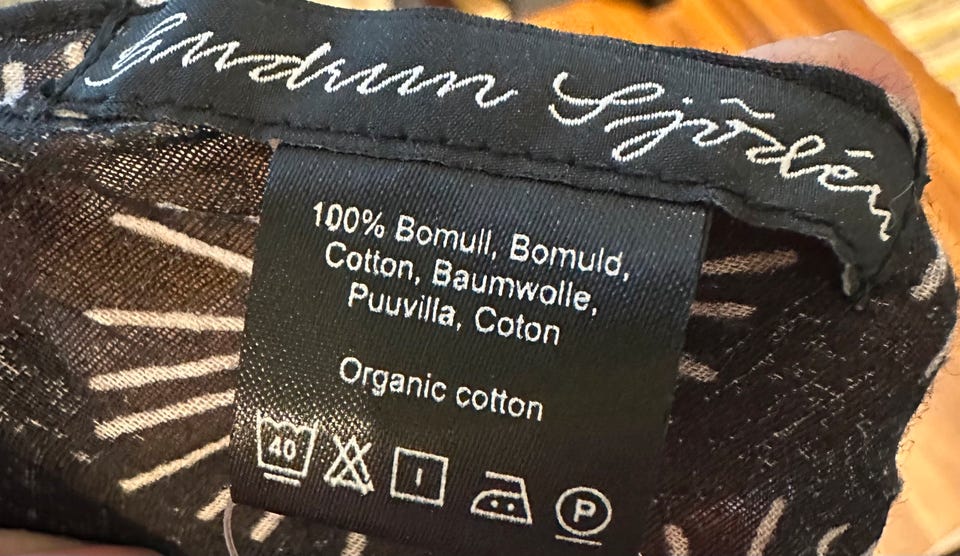 Gudrun Sjödén
100% Bomull, Bomuld,
Cotton, Baumwolle,
Puuvilla, Coton
Organic cotton
40
P